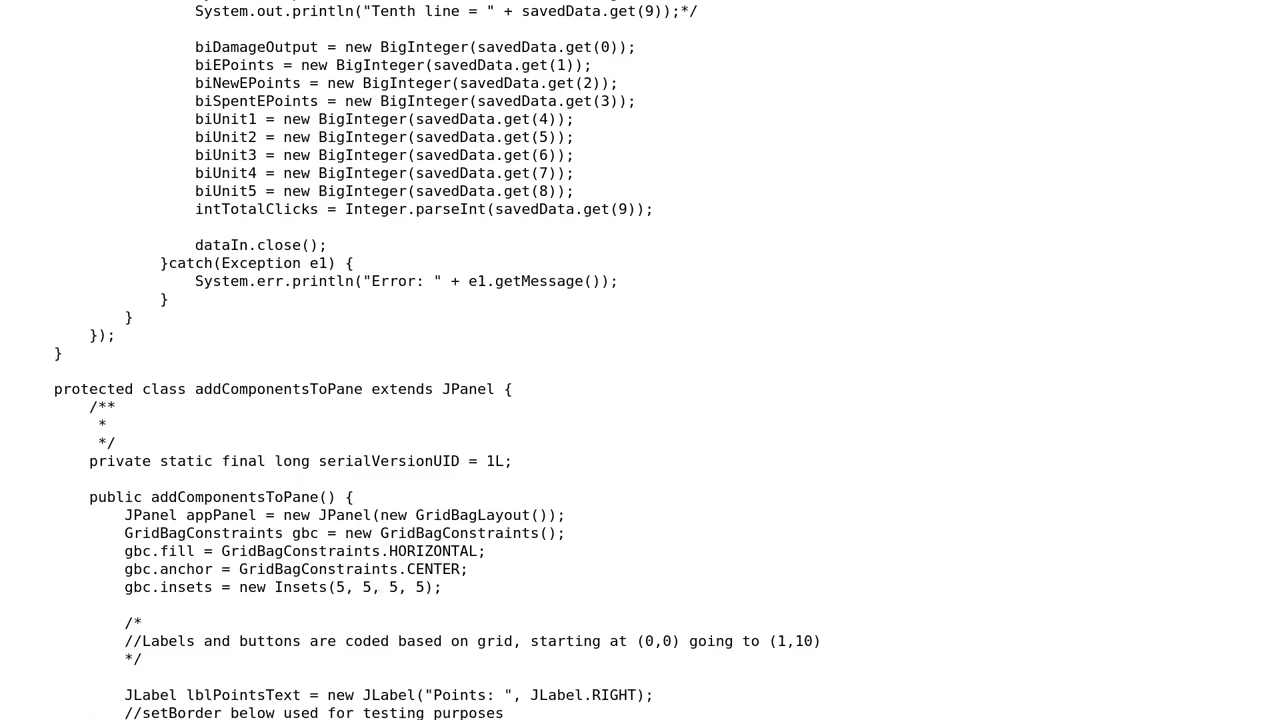 System.out.println("Tenth line = " + savedData.get(9));*/
biDamageOutput = new BigInteger(savedData.get(0));
biEPoints = new BigInteger(savedData.get(1));
biNewEPoints = new BigInteger(savedData.get(2));
biSpentEPoints = new BigInteger(savedData.get(3));
biUnit1 = new BigInteger(savedData.get(4));
biUnit2 = new BigInteger(savedData.get(5));
biUnit3 = new BigInteger(savedData.get(6));
biUnit4 = new BigInteger(savedData.get(7));
biUnit5 = new BigInteger(savedData.get(8));
intTotalClicks = Integer.parseInt(savedData.get(9));
dataIn.close();
}catch(Exception e1) {
System.err.println("Error: " + e1.getMessage());
}
}
});
}
protected class addComponentsToPane extends JPanel {
/**
*
*/
private static final long serialVersionUID = 1L;
public addComponentsToPane() {
JPanel appPanel = new JPanel(new GridBagLayout());
GridBagConstraints gbc = new GridBagConstraints();
gbc.fill = GridBagConstraints.HORIZONTAL;
gbc.anchor = GridBagConstraints.CENTER;
gbc.insets = new Insets(5, 5, 5, 5);
/*
//Labels and buttons are coded based on grid, starting at (0,0) going to (1,10)
*/
JLabel lblPointsText = new JLabel("Points: ", JLabel.RIGHT);
//setBorder below used for testing purposes